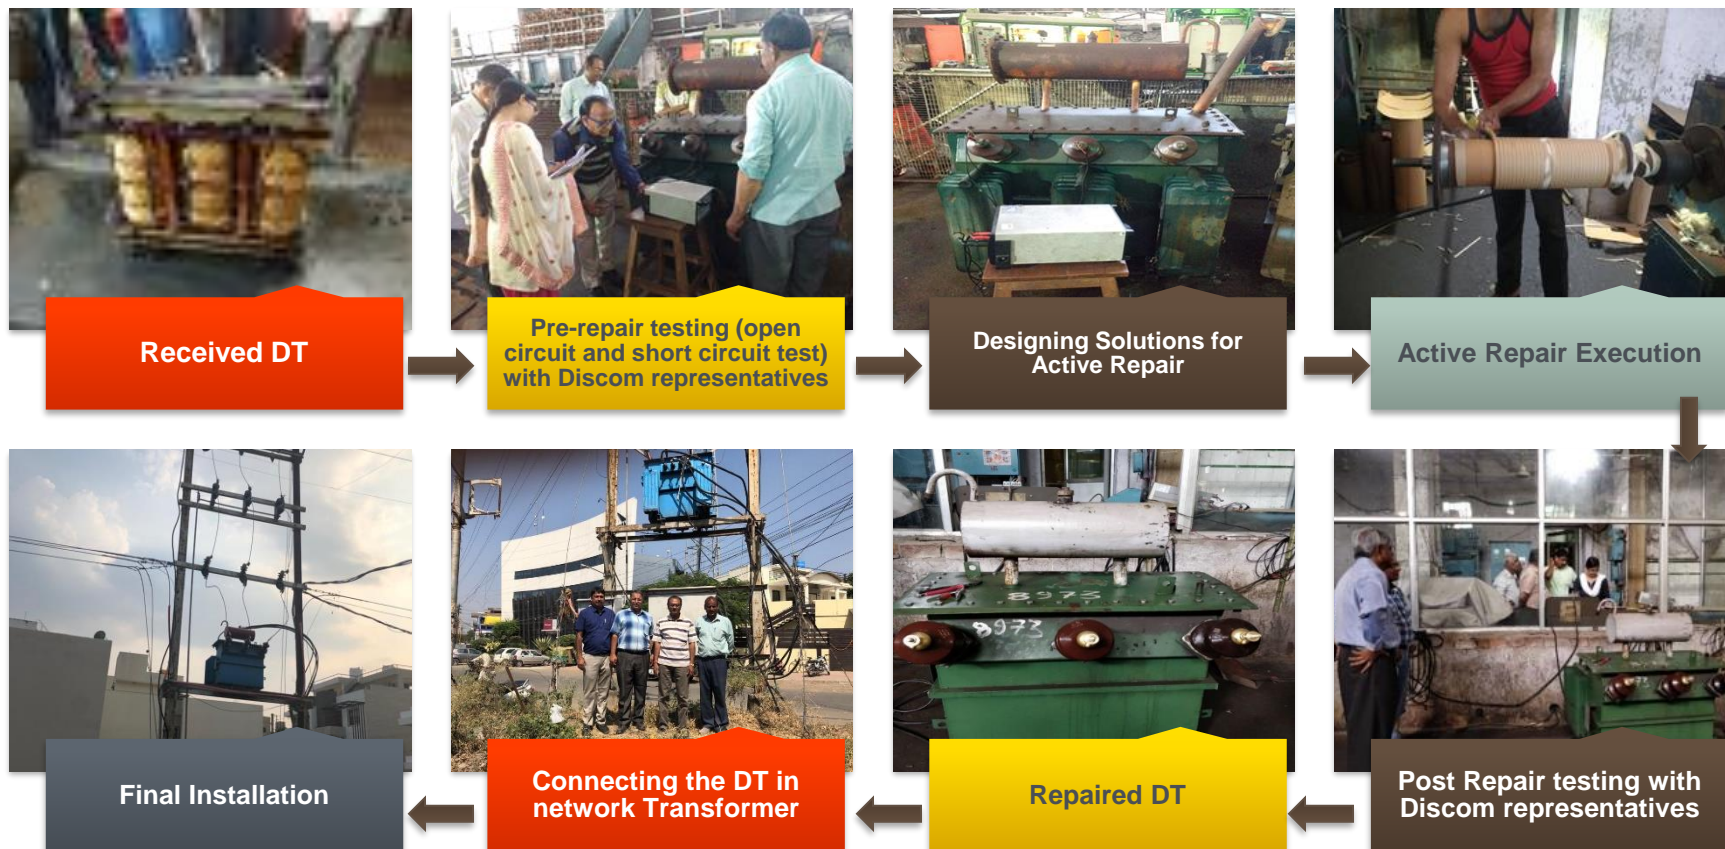 Received DT
Pre-repair testing (open
circuit and short circuit test)
with Discom representatives
Designing Solutions for
Active Repair
Active Repair Execution
8973
8973
Final Installation
Connecting the DT in
network Transformer
Repaired DT
Post Repair testing with
Discom representatives